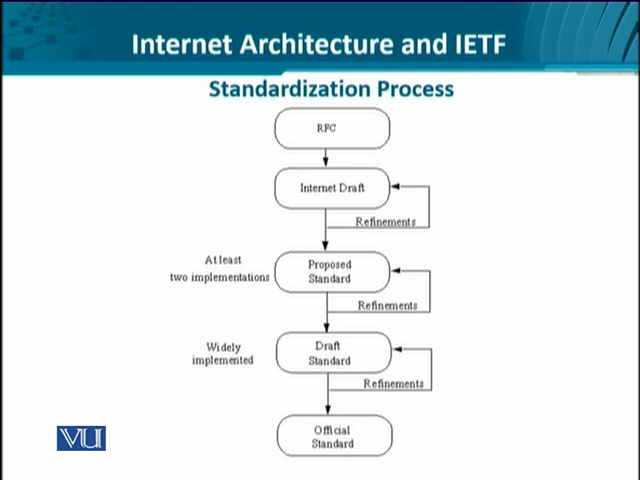 Internet Architecture and IETF
Standardization Process
RFC
Internet Draft
Refinements
At least
two implementations
Proposed
Standard
Refinements
Widely
implemented
Draft
Standard
Refinements
Official
Standard
VU